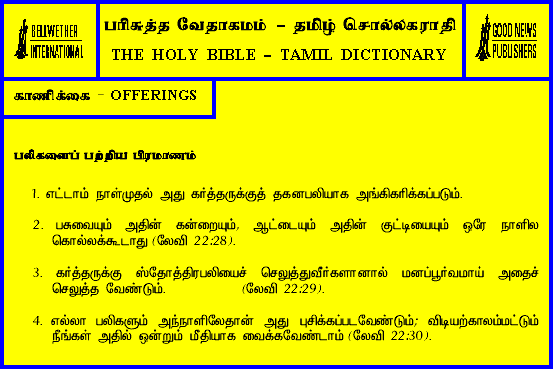 BELLWETHER
INTERNATIONAL
பரிசுத்த வேதாகமம் – தமிழ் சொல்லகராதி
THE HOLY BIBLE – TAMIL DICTIONARY
GOOD NEWS
PUBLISHERS
காணிக்கை - OFFERINGS
பலிகளைப் பற்றிய பிரமாணம்
1. எட்டாம் நாள்முதல் அது கர்த்தருக்குத் தகனபலியாக அங்கிகரிக்கப்படும்.
2. பசுவையும் அதின் கன்றையும், ஆட்டையும் அதின் குட்டியையும் ஒரே நாளில
கொல்லக்கூடாது (லேவி 22:28).
3. கர்த்தருக்கு ஸ்தோத்திரபலியைச் செலுத்துவீர்களானால் மனப்பூர்வமாய் அதைச்
செலுத்த வேண்டும். (லேவி 22:29).
4. எல்லா பலிகளும் அந்நாளிலேதான் அது புசிக்கப்படவேண்டும்; விடியற்காலம்மட்டும்
நீங்கள் அதில் ஒன்றும் மீதியாக வைக்கவேண்டாம் (லேவி 22:30).